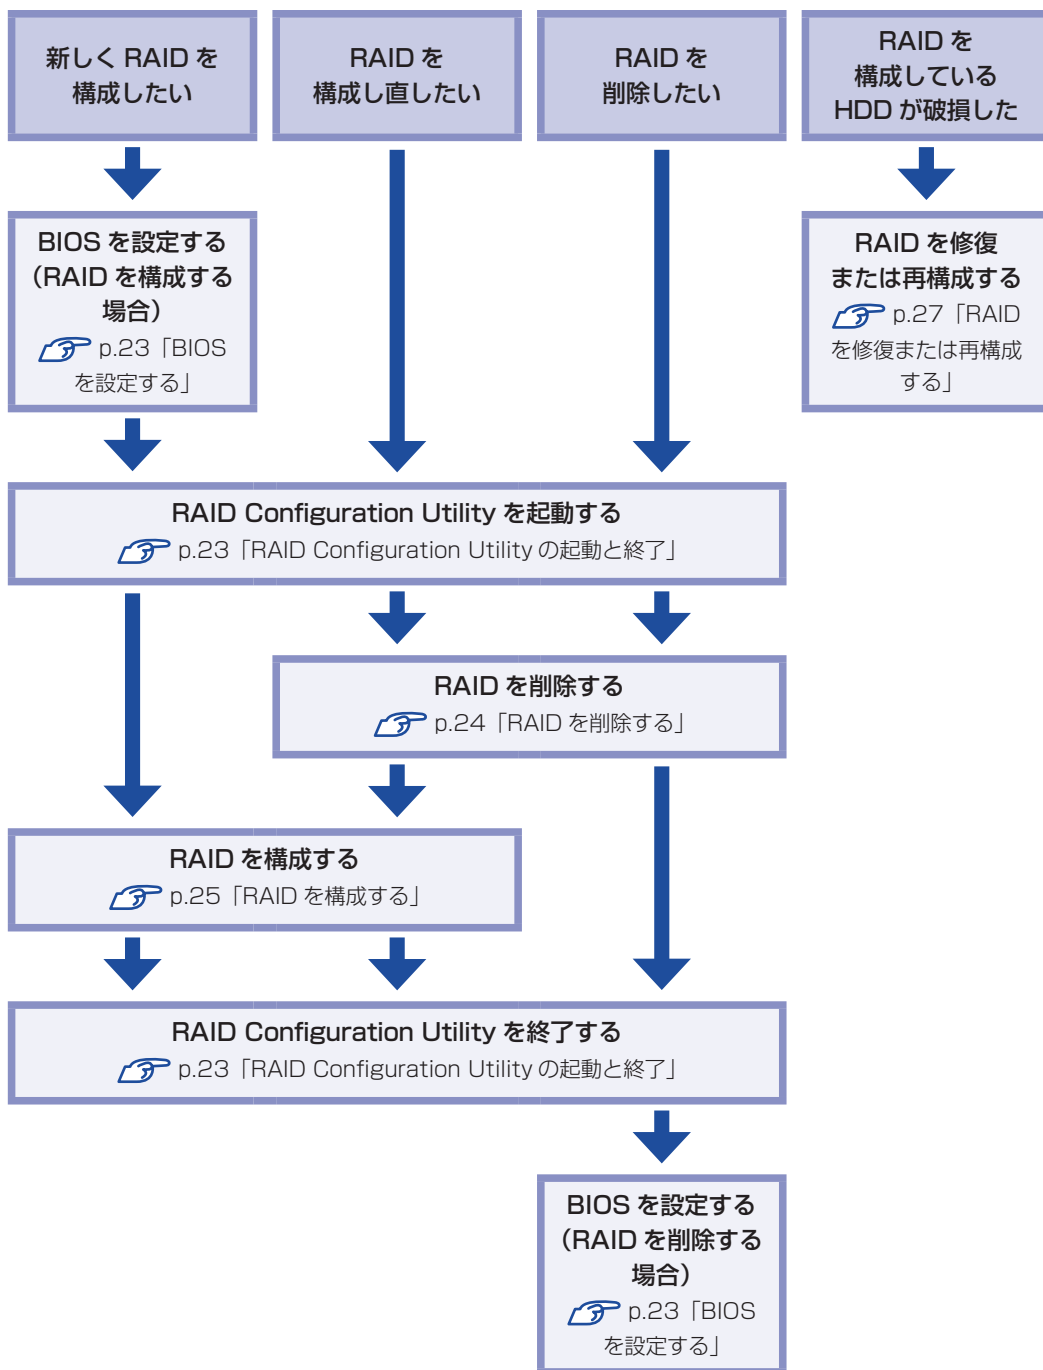 新しく RAID を
構成したい
RAID を
構成し直したい
RAID を
削除したい
RAID を
構成している
HDD が破損した
BIOS を設定する
（RAID を構成する
場合）
p.23「BIOS
を設定する」
RAID を修復
または再構成する
p.27「RAID
を修復または再構成
する」
RAID Configuration Utility を起動する
p.23「RAID Configuration Utility の起動と終了」
RAID を削除する
p.24「RAID を削除する」
RAID を構成する
p.25「RAID を構成する」
RAID Configuration Utility を終了する
p.23「RAID Configuration Utility の起動と終了」
BIOS を設定する
（RAID を削除する
場合）
p.23「BIOS
を設定する」